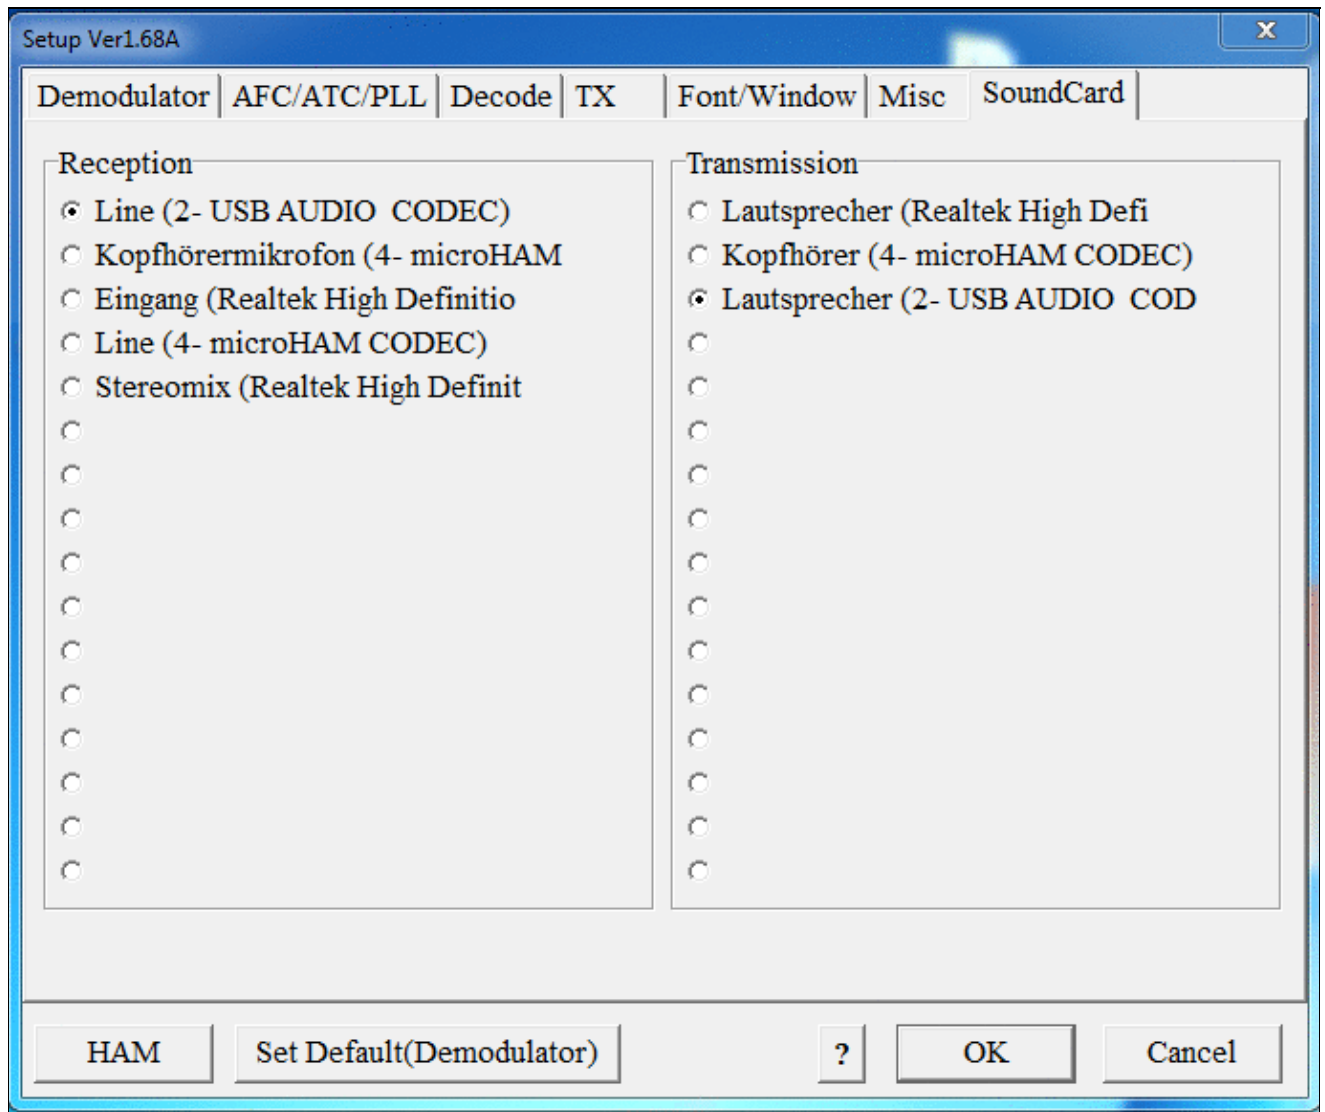 Setup Ver1.68A
x
Demodulator AFC/ATC/PLL Decode TX Font/Window Misc SoundCard
Reception
Line (2- USB AUDIO  CODEC)
Kopfhörermikrofon (4- microHAM
Eingang (Realtek High Definitio
Line (4- microHAM CODEC)
Stereomix (Realtek High Definit
Transmission
Lautsprecher (Realtek High Defi
Kopfhörer (4- microHAM CODEC)
Lautsprecher (2- USB AUDIO  COD
HAM Set Default(Demodulator) ? OK Cancel